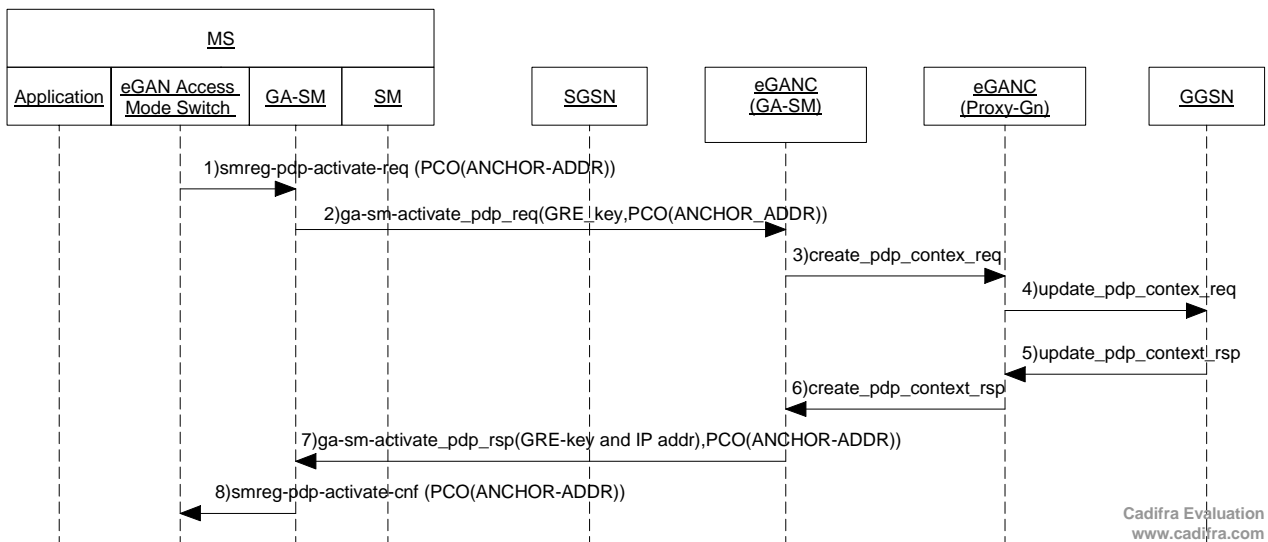 MS
Application
eGAN Access
Mode Switch
GA-SM
SM
SGSN
eGANC
(GA-SM)
eGANC
(Proxy-Gn)
GGSN
1)smreg-pdp-activate-req (PCO(ANCHOR-ADDR))
2)ga-sm-activate_pdp_req(GRE_key,PCO(ANCHOR_ADDR))
3)create_pdp_contex_req
4)update_pdp_contex_req
5)update_pdp_context_rsp
6)create_pdp_context_rsp
7)ga-sm-activate_pdp_rsp(GRE-key and IP addr),PCO(ANCHOR-ADDR))
8)smreg-pdp-activate-cnf (PCO(ANCHOR-ADDR))
Cadifra Evaluation
www.cadifra.com